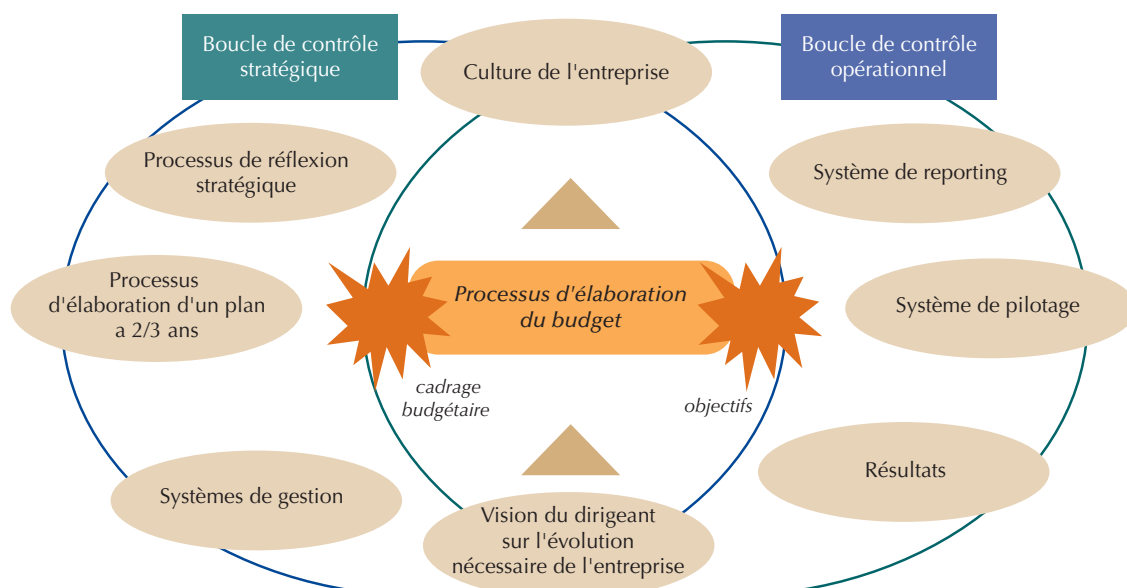 Boucle de contrôle
stratégique
Culture de l'entreprise
Boucle de contrôle
opérationnel
Processus de réflexion
stratégique
Système de reporting
Processus
d'élaboration d'un plan
a 2/3 ans
Processus d'élaboration
du budget
Système de pilotage
cadrage
budgétaire
objectifs
Systèmes de gestion
Vision du dirigeant
sur l'évolution
nécessaire de l'entreprise
Résultats